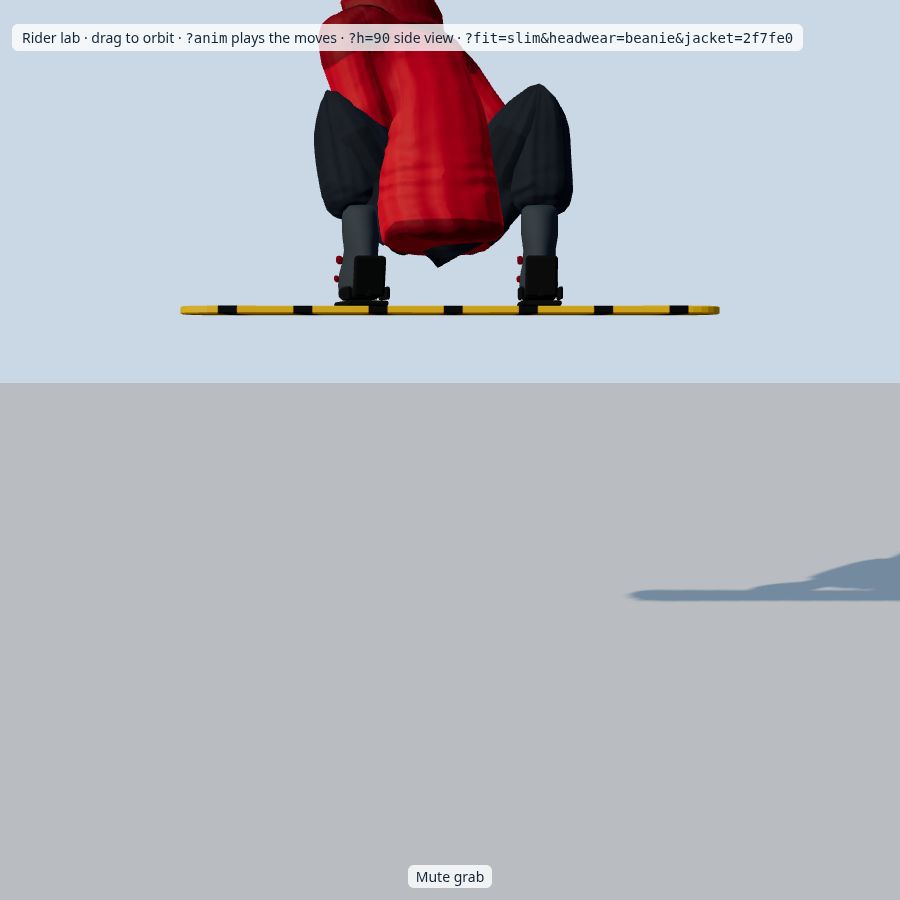 Rider lab · drag to orbit · ?anim plays the moves · ?h=90 side view · ?fit=slim&headwear=beanie&jacket=2f7fe0
Mute grab